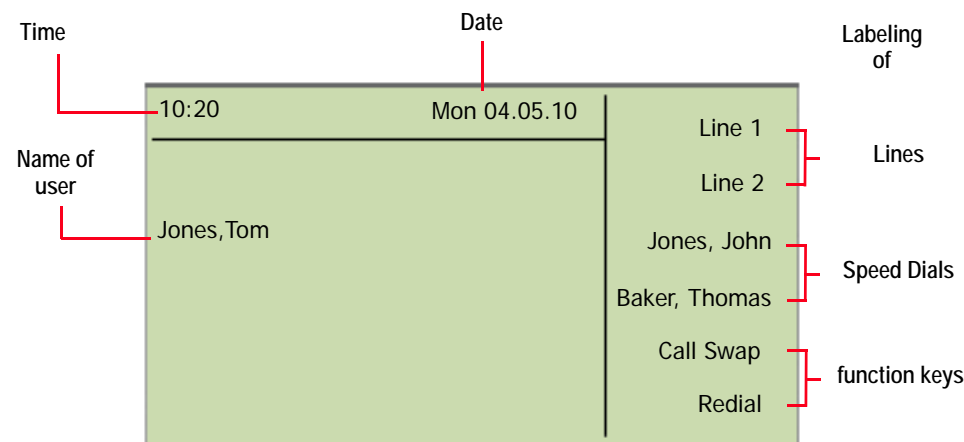 Time
Date
Labeling
of
10:20
Mon 04.05.10
Line 1
Lines
Line 2
Name of
user
Jones,Tom
Jones, John
Speed Dials
Baker, Thomas
Call Swap
function keys
Redial